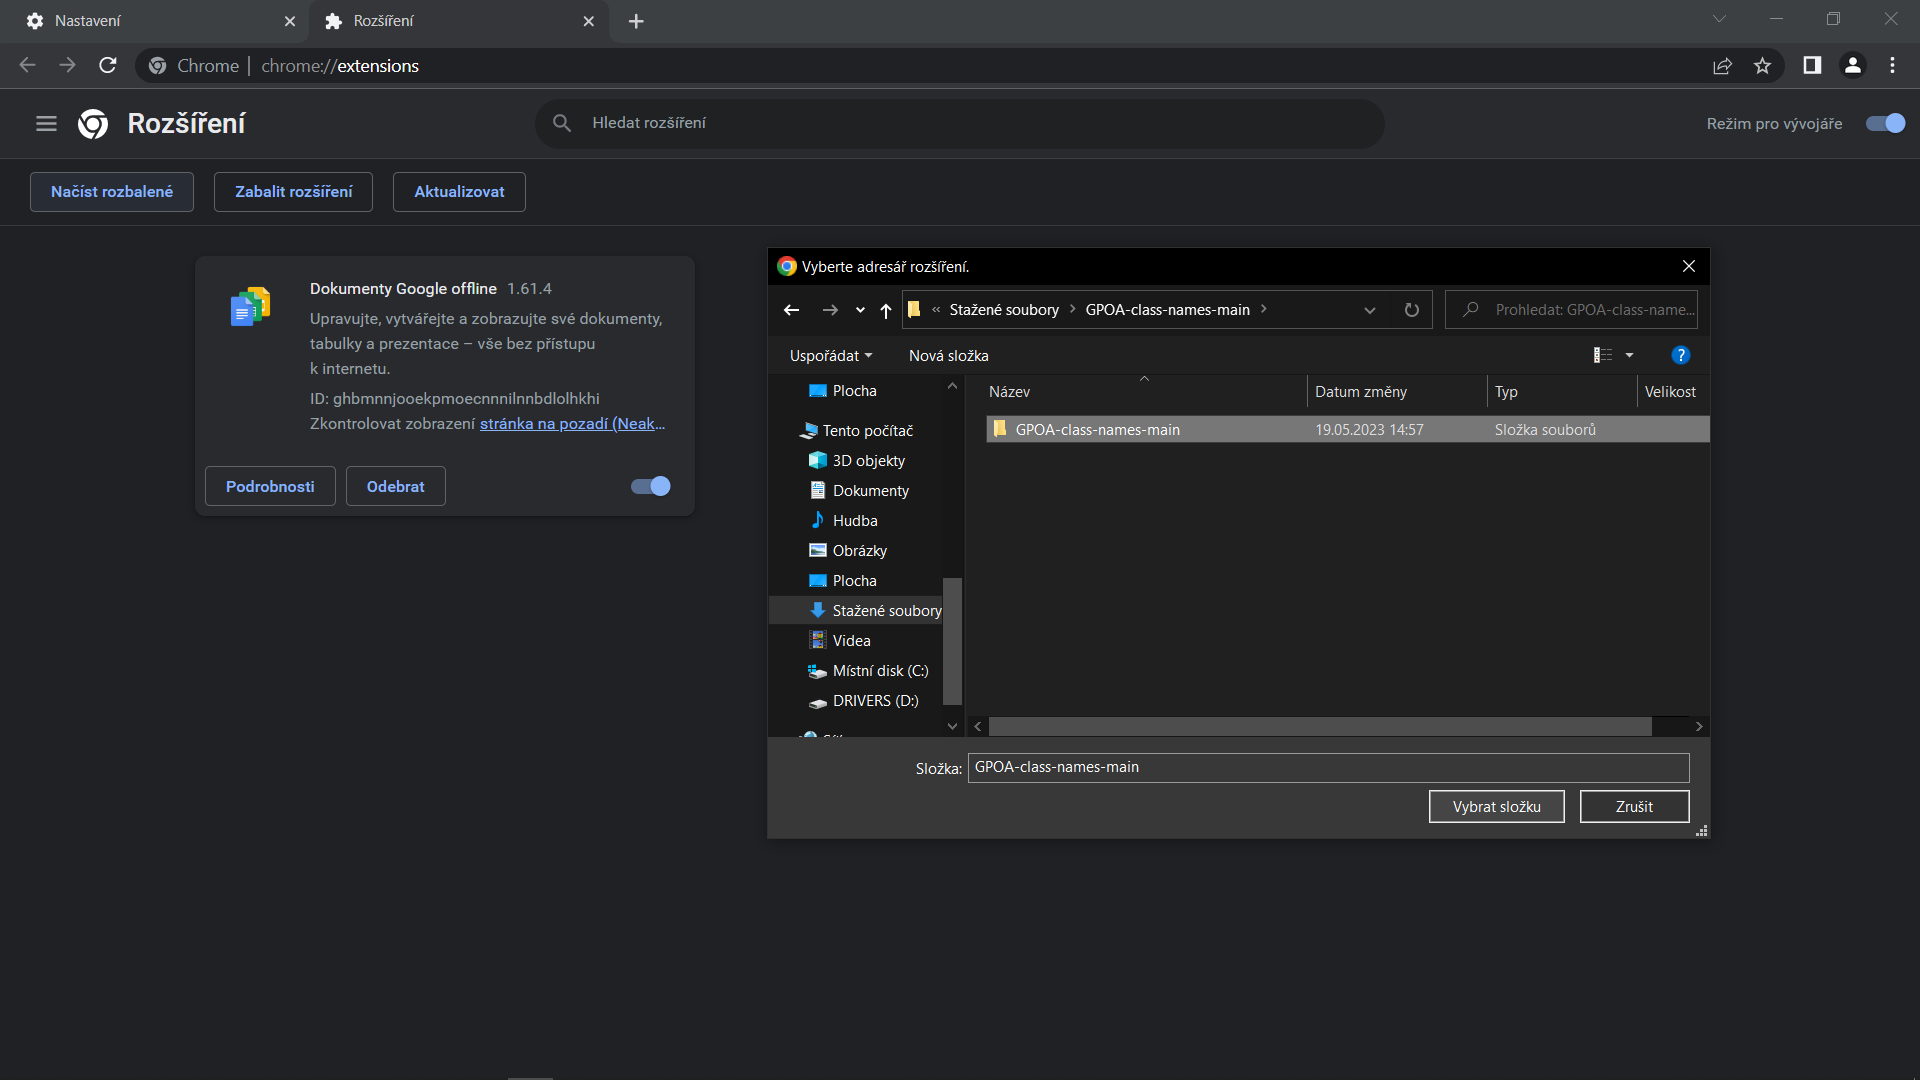 Nastavení
Rozšíření
Chrome | chrome://extensions
Rozšíření
Hledat rozšíření
Režim pro vývojáře
Načíst rozbalené
Zabalit rozšíření
Aktualizovat
Dokumenty Google offline 1.61.4
Upravujte, vytvářejte a zobrazujte své dokumenty,
tabulky a prezentace – vše bez přístupu
k internetu.
ID: ghbmnnjooekpmoecnnnilnnbdlolhkhi
Zkontrolovat zobrazení stránka na pozadí (Neak…
Podrobnosti
Odebrat
Vyberte adresář rozšíření.
« Stažené soubory > GPOA-class-names-main >
Prohledat: GPOA-class-name...
Uspořádat
Nová složka
?
Plocha
Tento počítač
3D objekty
Dokumenty
Hudba
Obrázky
Plocha
Stažené soubory
Videa
Místní disk (C:)
DRIVERS (D:)
Název
Datum změny
Typ
Velikost
GPOA-class-names-main
19.05.2023 14:57
Složka souborů
Složka:
GPOA-class-names-main
Vybrat složku
Zrušit